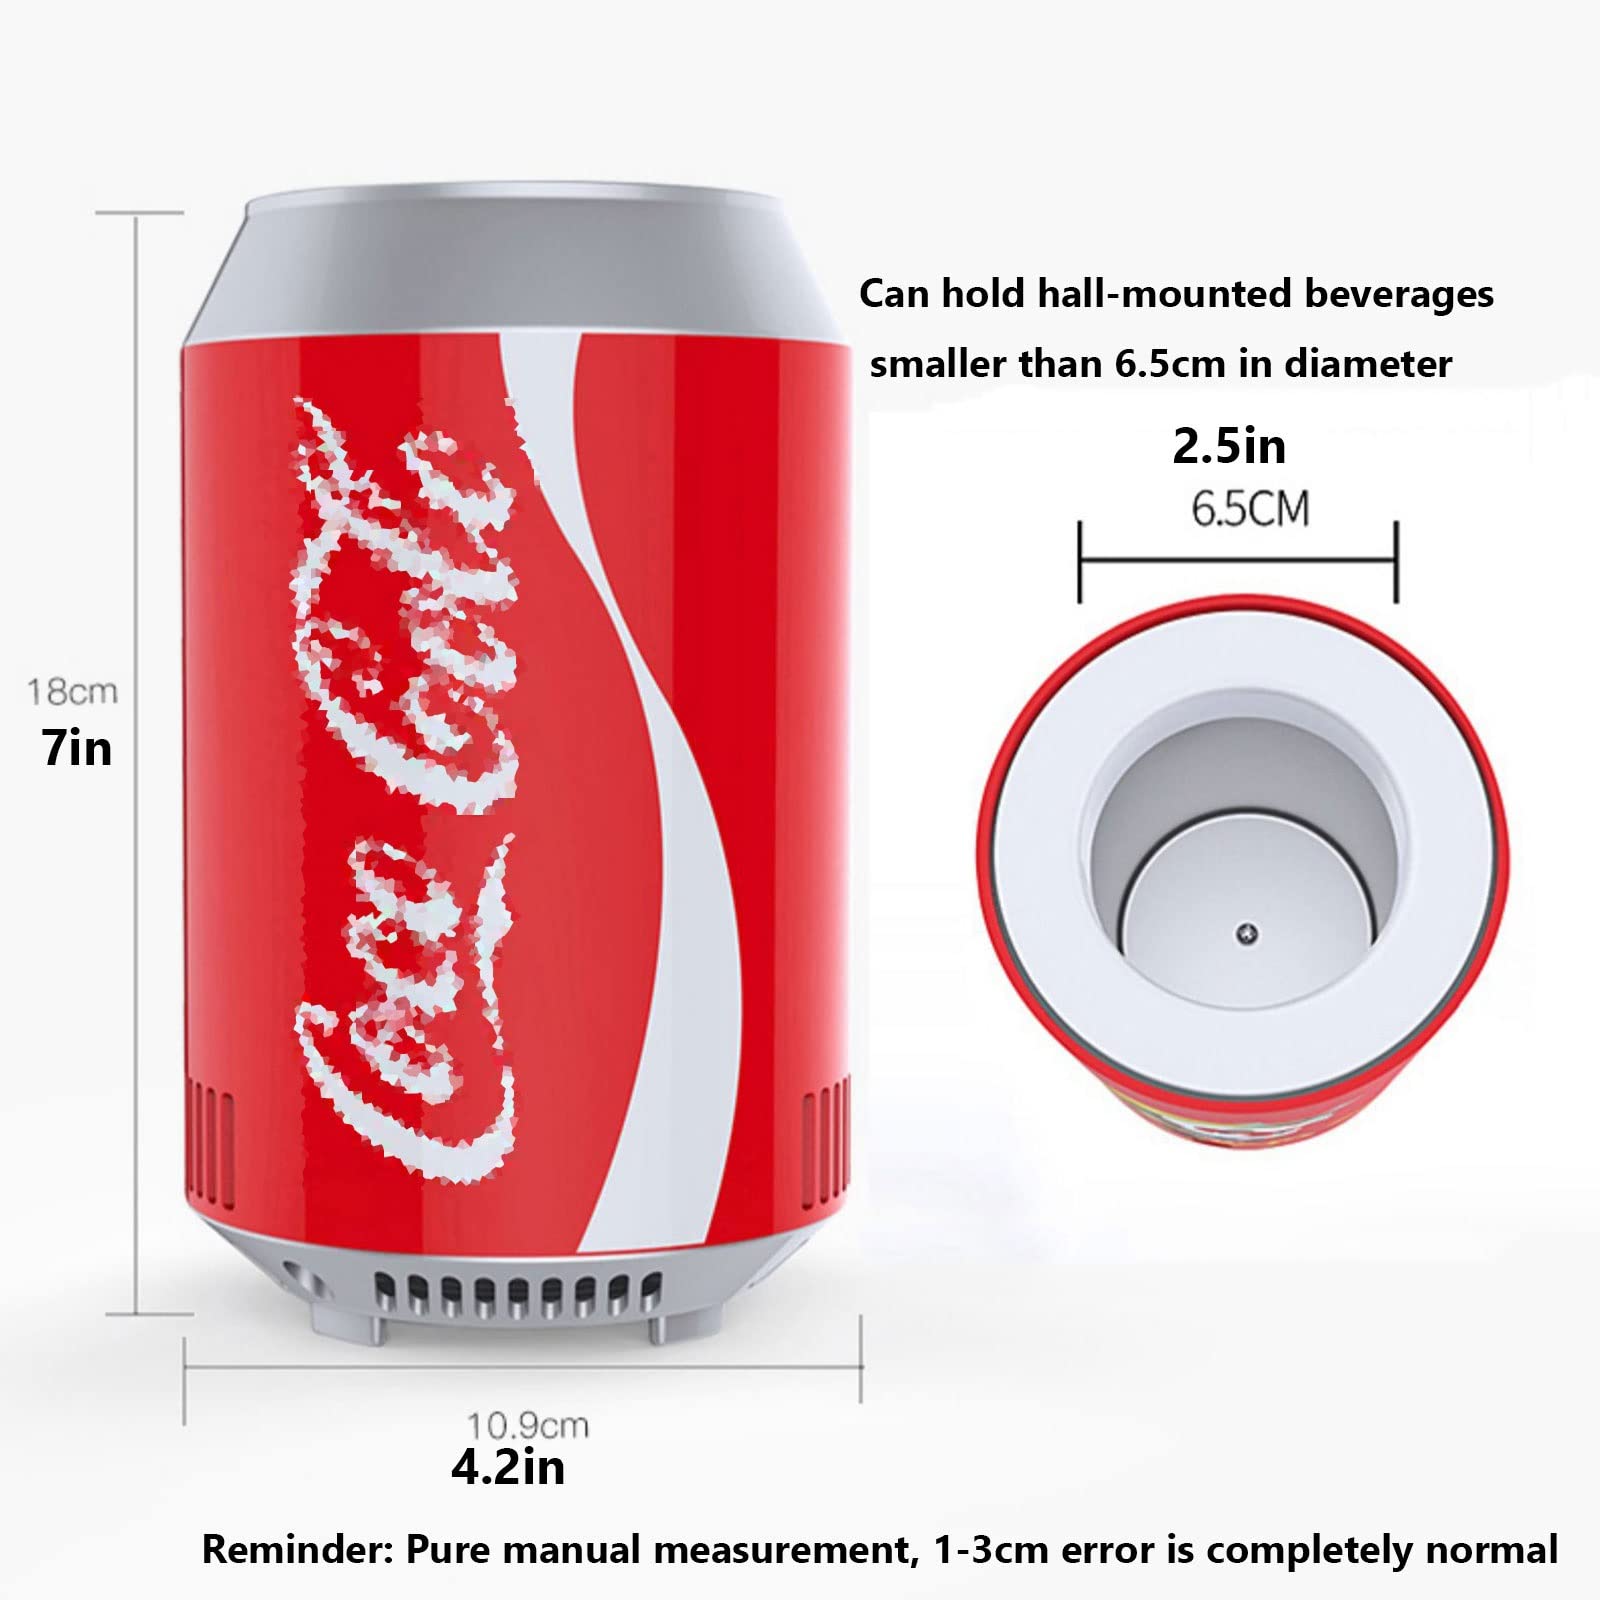 Can hold hall-mounted beverages
smaller than 6.5cm in diameter
2.5in
6.5CM
18cm
7in
10.9cm
4.2in
Reminder: Pure manual measurement, 1-3cm error is completely normal